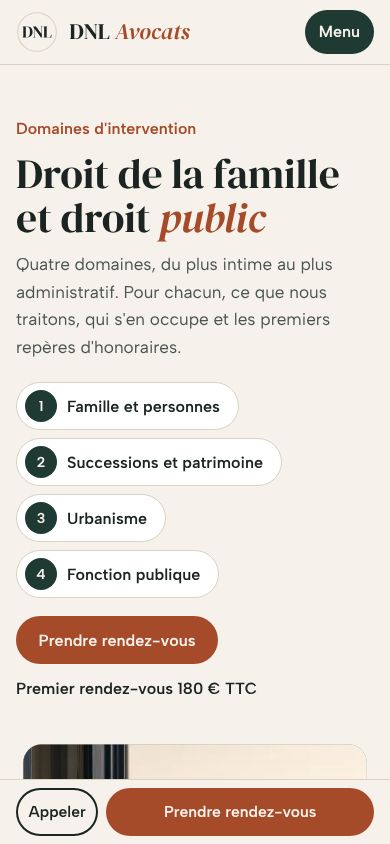 DNL
DNL Avocats
Menu
Domaines d'intervention
Droit de la famille
et droit public
Quatre domaines, du plus intime au plus
administratif. Pour chacun, ce que nous
traitons, qui s'en occupe et les premiers
repères d'honoraires.
1 Famille et personnes
2 Successions et patrimoine
3 Urbanisme
4 Fonction publique
Prendre rendez-vous
Premier rendez-vous 180 € TTC
Appeler
Prendre rendez-vous